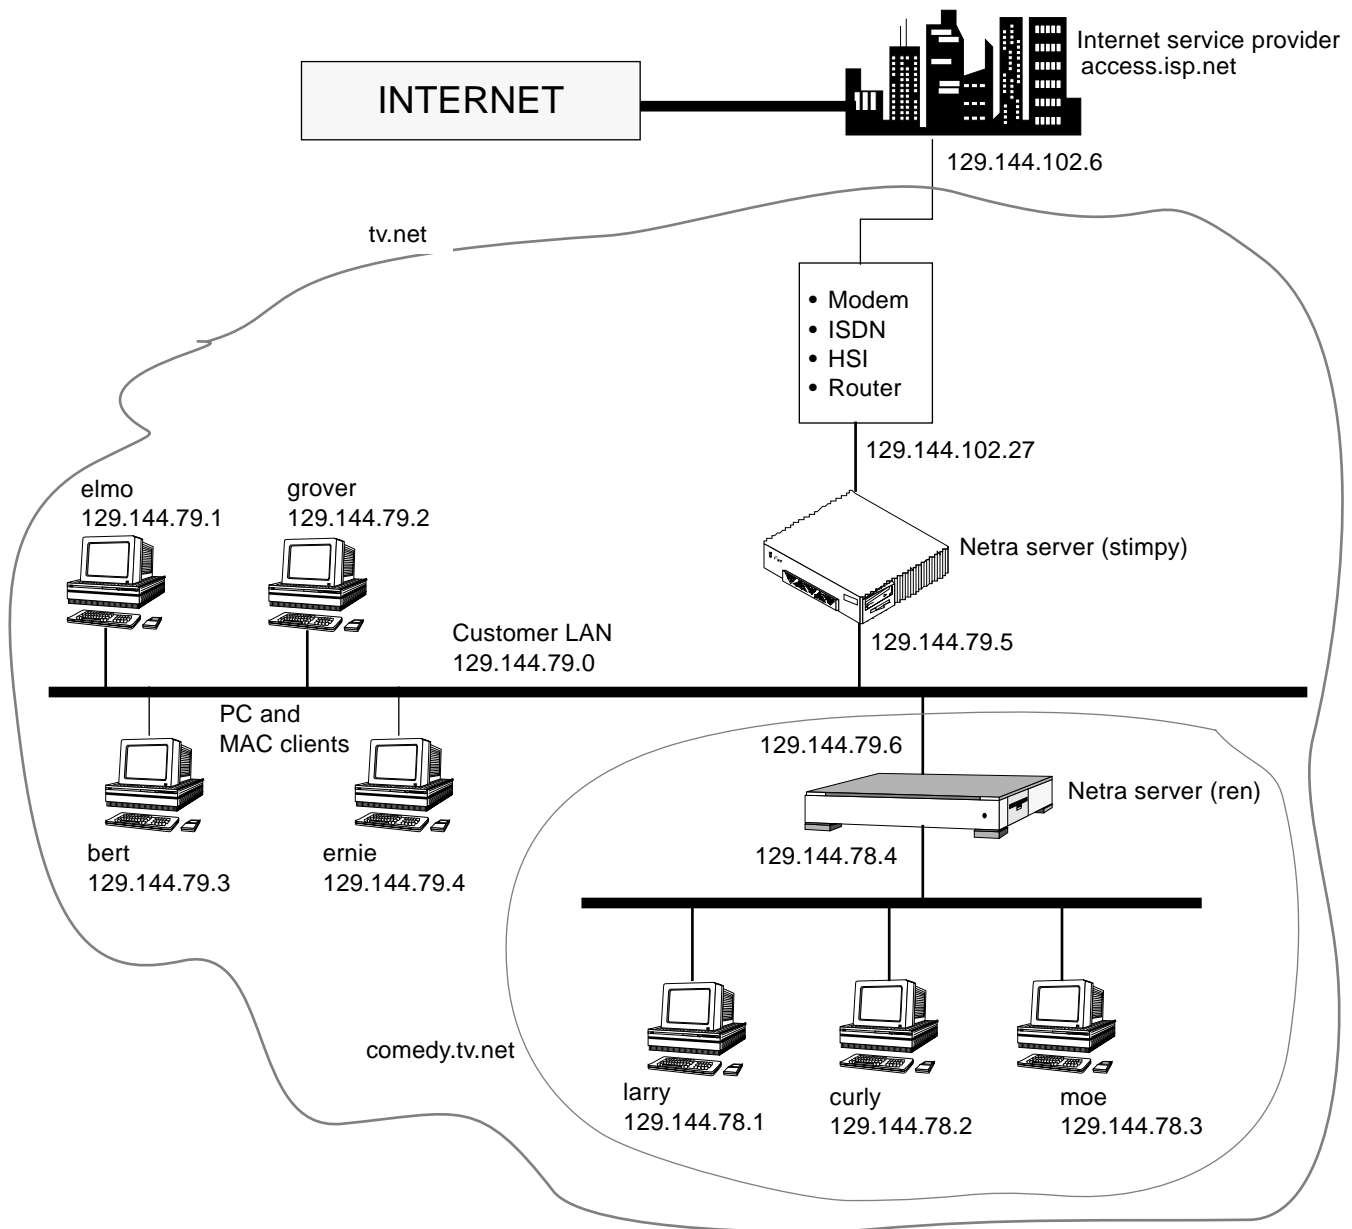 Internet service provider
access.isp.net
INTERNET
129.144.102.6
tv.net
• Modem
• ISDN
• HSI
• Router
129.144.102.27
elmo
129.144.79.1
grover
129.144.79.2
Netra server (stimpy)
129.144.79.5
Customer LAN
129.144.79.0
PC and
MAC clients
129.144.79.6
Netra server (ren)
bert
129.144.79.3
ernie
129.144.79.4
129.144.78.4
comedy.tv.net
larry
129.144.78.1
curly
129.144.78.2
moe
129.144.78.3